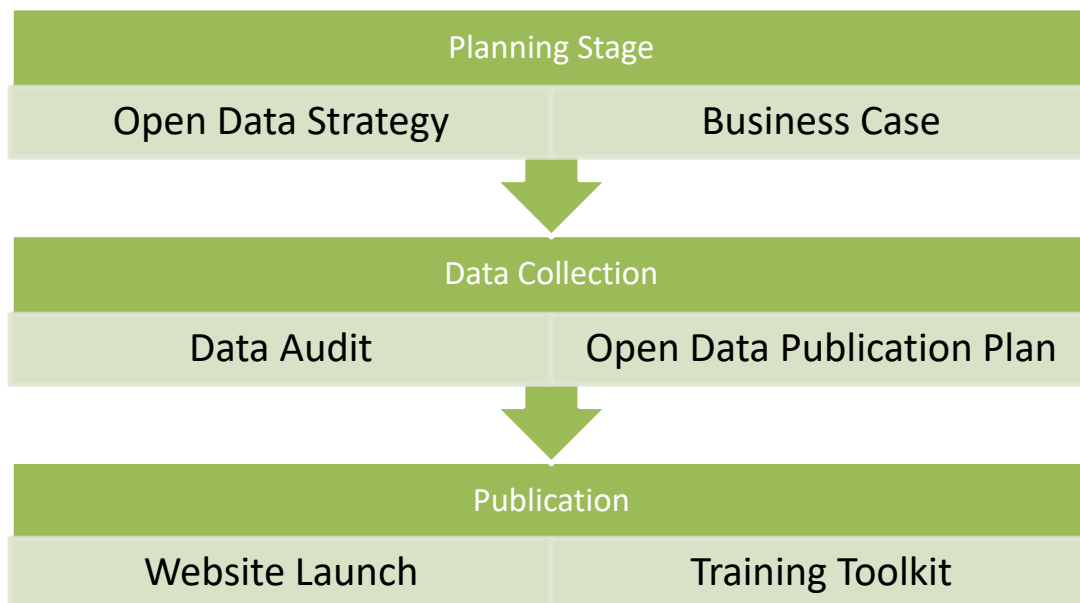 Planning Stage
Open Data Strategy
Business Case
Data Collection
Data Audit
Open Data Publication Plan
Publication
Website Launch
Training Toolkit